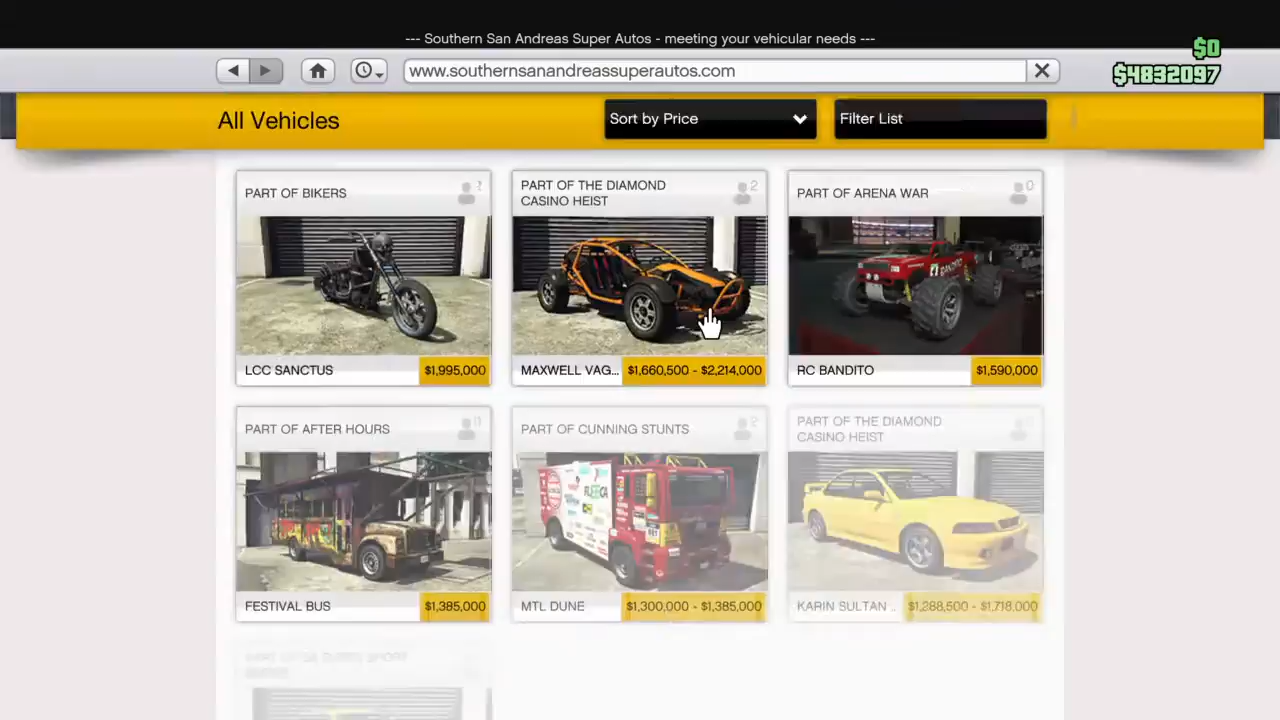 --- Southern San Andreas Super Autos - meeting your vehicular needs ---
$0
www.southernsanandreassuperautos.com
$4832097
All Vehicles
Sort by Price
Filter List
PART OF BIKERS
PART OF THE DIAMOND
CASINO HEIST
2
PART OF ARENA WAR
0
LCC SANCTUS
$1,995,000
MAXWELL VAG...
$1,660,500 - $2,214,000
RC BANDITO
$1,590,000
PART OF AFTER HOURS
PART OF CUNNING STUNTS
2
PART OF THE DIAMOND
CASINO HEIST
FESTIVAL BUS
$1,385,000
MTL DUNE
$1,300,000 - $1,385,000
KARIN SULTAN ..
$1,288,500 - $1,718,000